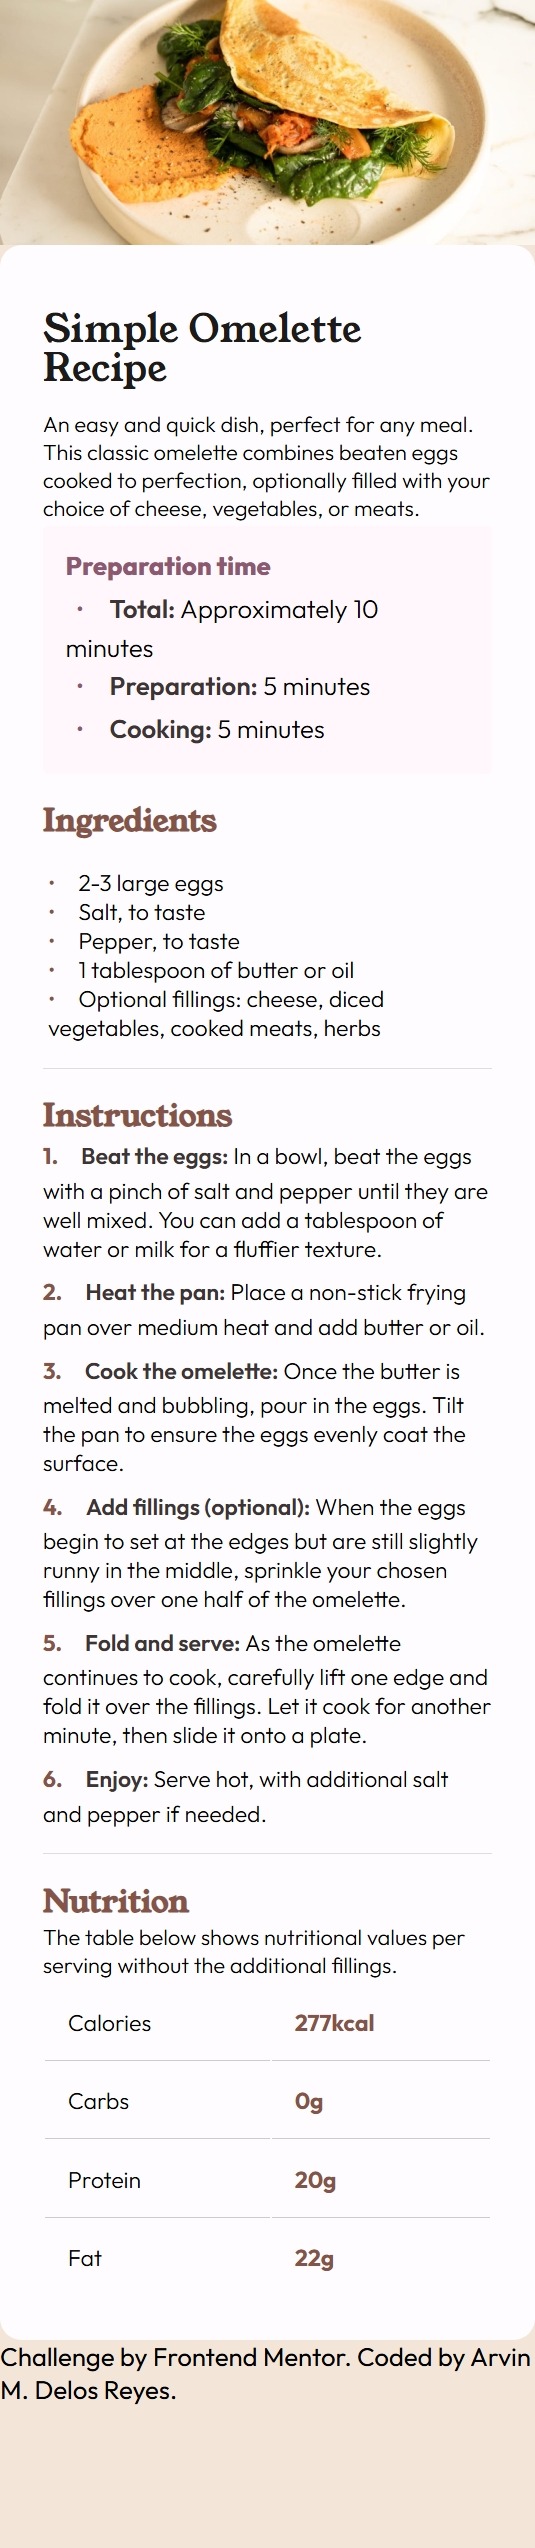 Simple Omelette
Recipe
An easy and quick dish, perfect for any meal.
This classic omelette combines beaten eggs
cooked to perfection, optionally filled with your
choice of cheese, vegetables, or meats.
Preparation time
• Total: Approximately 10
minutes
• Preparation: 5 minutes
• Cooking: 5 minutes
Ingredients
• 2-3 large eggs
• Salt, to taste
• Pepper, to taste
• 1 tablespoon of butter or oil
• Optional fillings: cheese, diced
vegetables, cooked meats, herbs
Instructions
1. Beat the eggs: In a bowl, beat the eggs
with a pinch of salt and pepper until they are
well mixed. You can add a tablespoon of
water or milk for a fluffier texture.
2. Heat the pan: Place a non-stick frying
pan over medium heat and add butter or oil.
3. Cook the omelette: Once the butter is
melted and bubbling, pour in the eggs. Tilt
the pan to ensure the eggs evenly coat the
surface.
4. Add fillings (optional): When the eggs
begin to set at the edges but are still slightly
runny in the middle, sprinkle your chosen
fillings over one half of the omelette.
5. Fold and serve: As the omelette
continues to cook, carefully lift one edge and
fold it over the fillings. Let it cook for another
minute, then slide it onto a plate.
6. Enjoy: Serve hot, with additional salt
and pepper if needed.
Nutrition
The table below shows nutritional values per
serving without the additional fillings.
Calories 277kcal
Carbs 0g
Protein 20g
Fat 22g
Challenge by Frontend Mentor. Coded by Arvin
M. Delos Reyes.